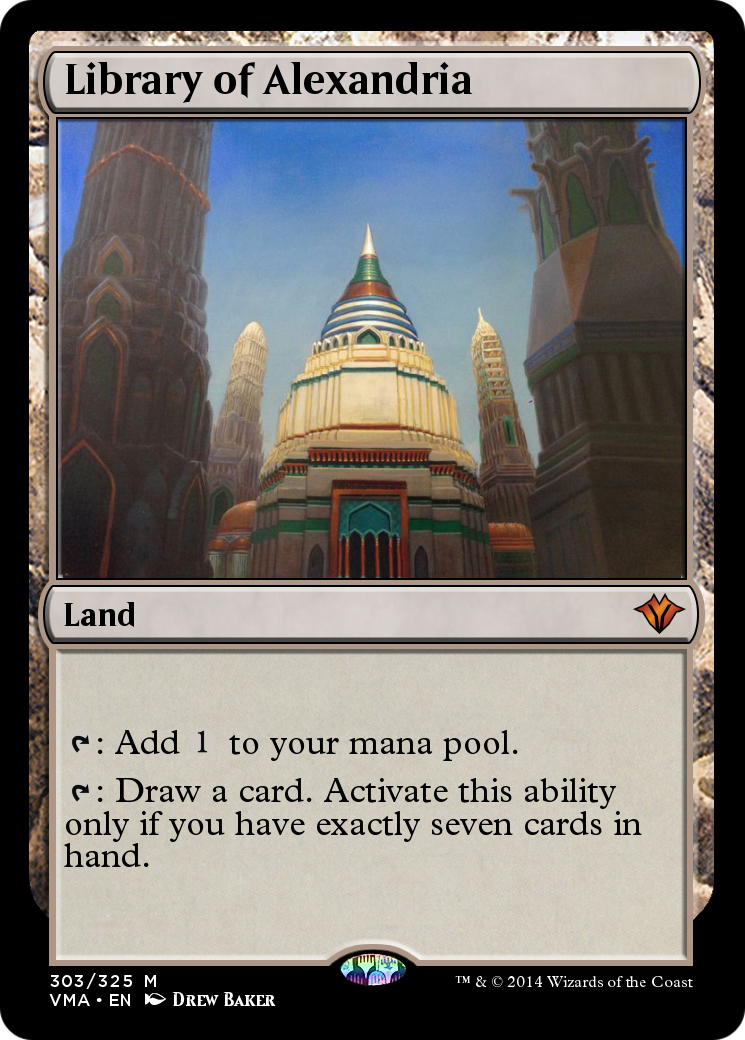 Library of Alexandria
Land
: Add 1 to your mana pool.
: Draw a card. Activate this ability
only if you have exactly seven cards in
hand.
303/325 M
VMA • EN Drew Baker
™ & © 2014 Wizards of the Coast